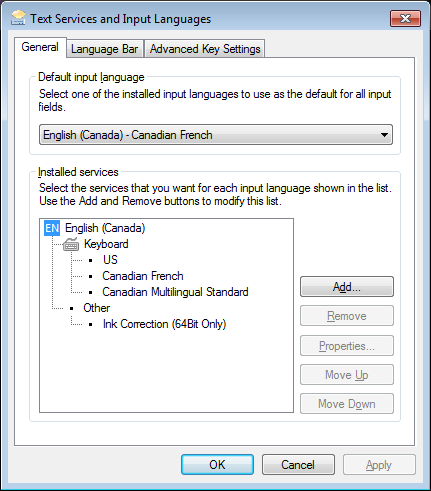 Text Services and Input Languages
General
Language Bar
Advanced Key Settings
Default input language
Select one of the installed input languages to use as the default for all input
fields.
English (Canada) - Canadian French
Installed services
Select the services that you want for each input language shown in the list.
Use the Add and Remove buttons to modify this list.
EN English (Canada)
Keyboard
US
Canadian French
Canadian Multilingual Standard
Other
Ink Correction (64Bit Only)
Add...
Remove
Properties...
Move Up
Move Down
OK
Cancel
Apply